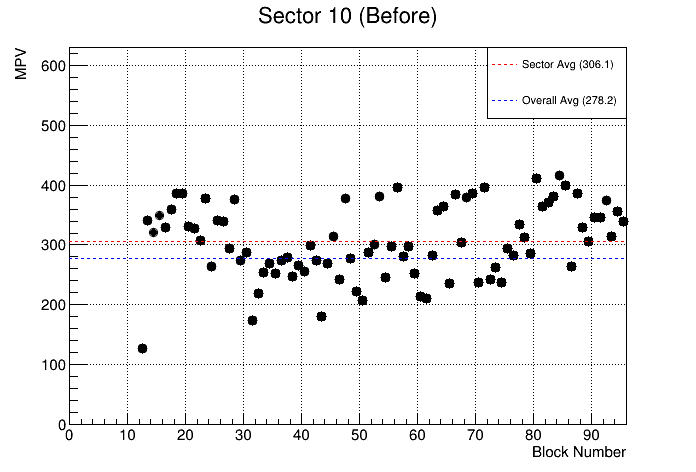 Sector 10 (Before)
MPV
Sector Avg (306.1)
Overall Avg (278.2)
600
500
400
300
200
100
0
0 10 20 30 40 50 60 70 80 90
Block Number